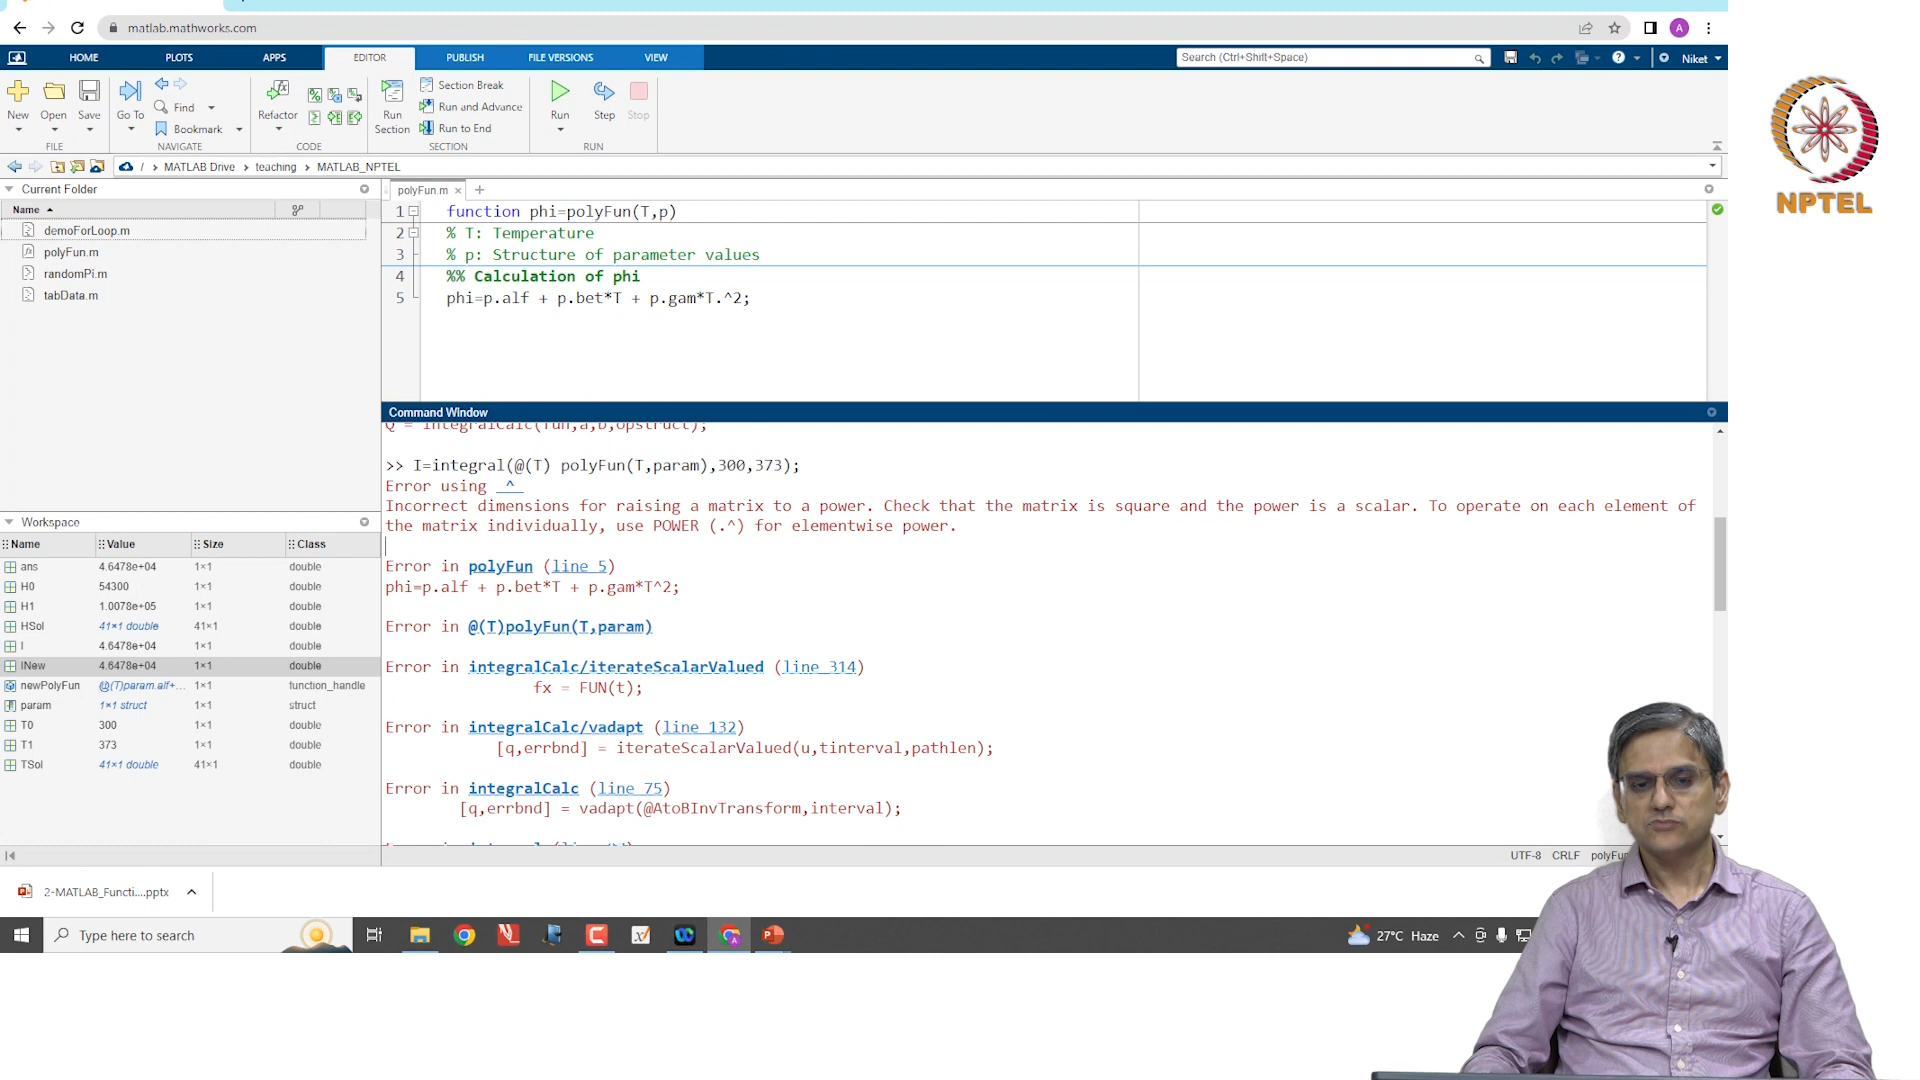 matlab.mathworks.com
A
HOME PLOTS APPS EDITOR PUBLISH FILE VERSIONS VIEW
Search (Ctrl+Shift+Space)
Niket
New Open Save
Go To
Find
Bookmark
Refactor
Run Section
Section Break
Run and Advance
Run to End
Run Step Stop
FILE NAVIGATE CODE SECTION RUN
/ › MATLAB Drive › teaching › MATLAB_NPTEL
NPTEL
Current Folder
Name
demoForLoop.m
polyFun.m
randomPi.m
tabData.m
polyFun.m × +
1 function phi=polyFun(T,p)
2 % T: Temperature
3 % p: Structure of parameter values
4 %% Calculation of phi
5 phi=p.alf + p.bet*T + p.gam*T.^2;
Command Window
Q = integralCalc(fun,a,b,opstruct);
>> I=integral(@(T) polyFun(T,param),300,373);
Error using ^
Incorrect dimensions for raising a matrix to a power. Check that the matrix is square and the power is a scalar. To operate on each element of
the matrix individually, use POWER (.^) for elementwise power.
Error in polyFun (line 5)
phi=p.alf + p.bet*T + p.gam*T^2;
Error in @(T)polyFun(T,param)
Error in integralCalc/iterateScalarValued (line 314)
fx = FUN(t);
Error in integralCalc/vadapt (line 132)
[q,errbnd] = iterateScalarValued(u,tinterval,pathlen);
Error in integralCalc (line 75)
[q,errbnd] = vadapt(@AtoBInvTransform,interval);
Workspace
Name Value Size Class
ans 4.6478e+04 1×1 double
H0 54300 1×1 double
H1 1.0078e+05 1×1 double
HSol 41×1 double 41×1 double
I 4.6478e+04 1×1 double
INew 4.6478e+04 1×1 double
newPolyFun @(T)param.alf+... 1×1 function_handle
param 1×1 struct 1×1 struct
T0 300 1×1 double
T1 373 1×1 double
TSol 41×1 double 41×1 double
UTF-8 CRLF
2-MATLAB_Functi....pptx
Type here to search
27°C Haze